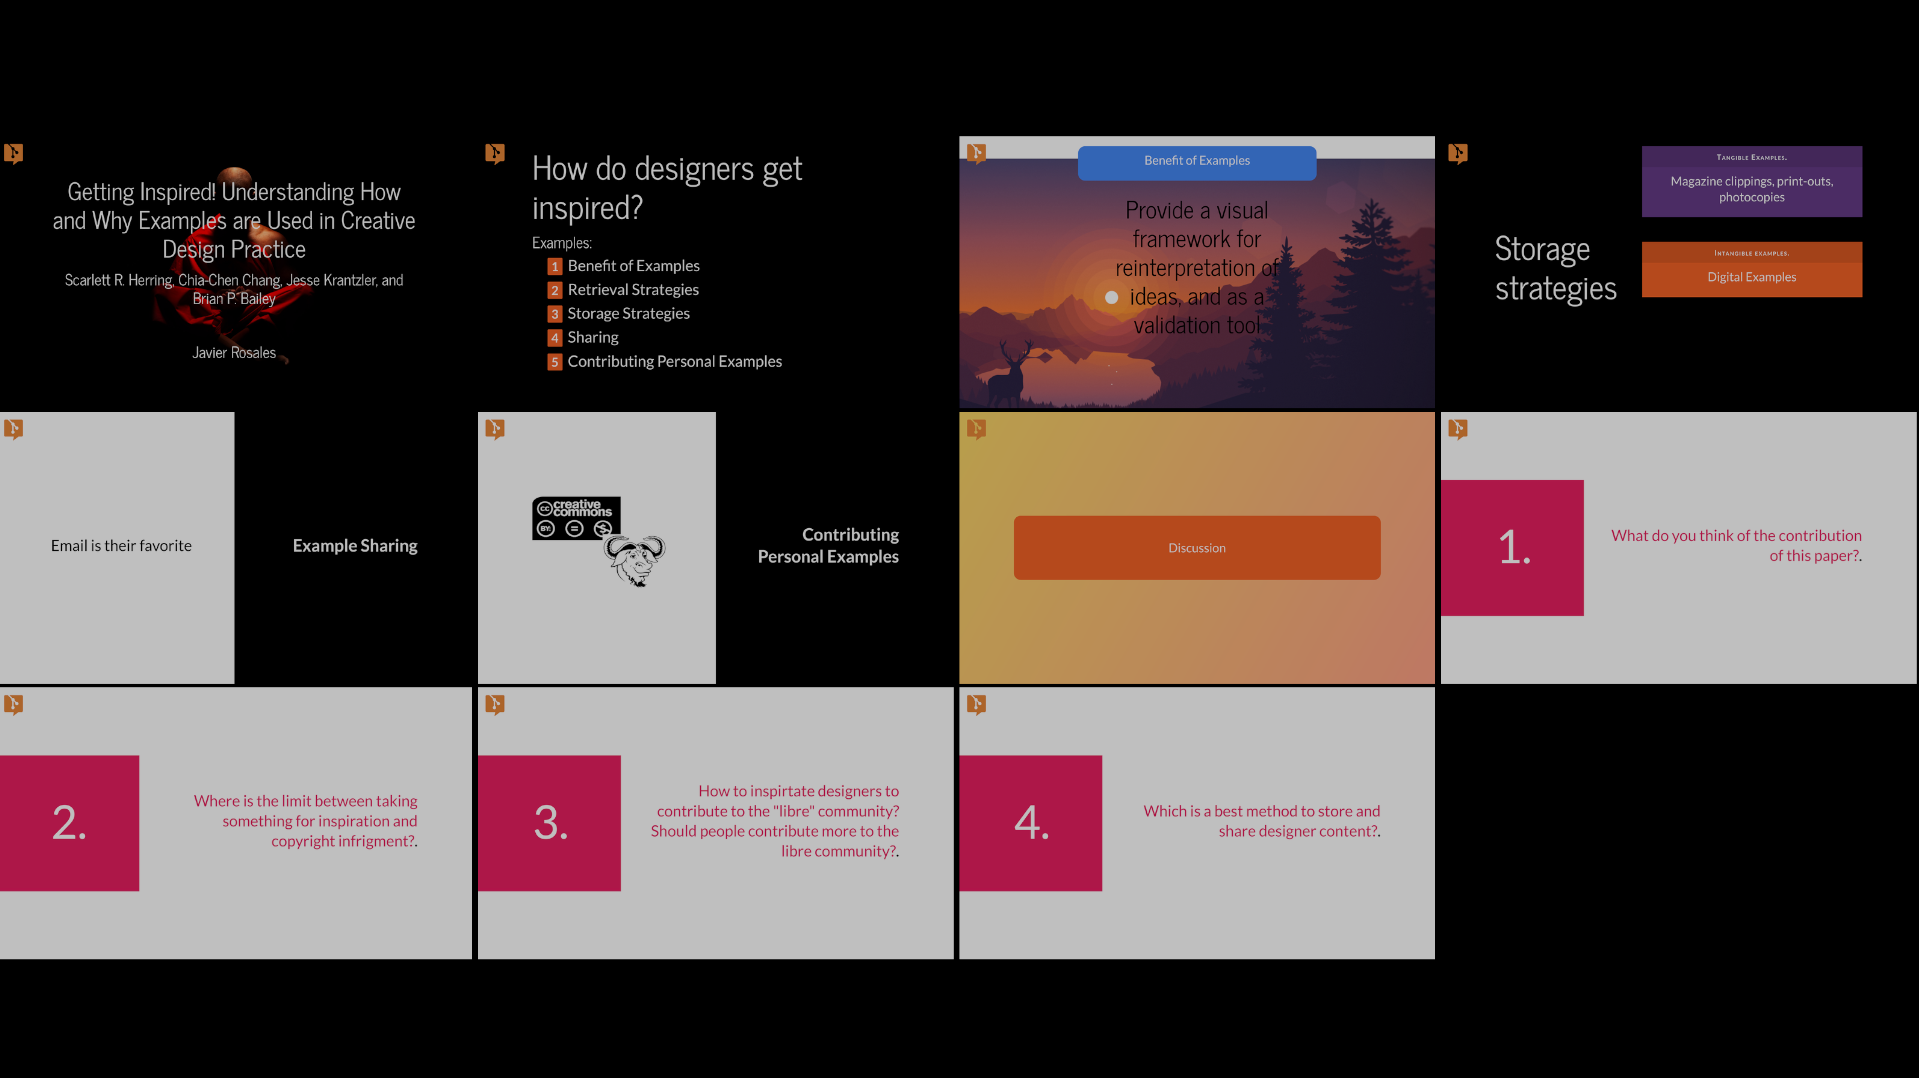 Getting Inspired! Understanding How
and Why Examples are Used in Creative
Design Practice
Scarlett R. Herring, Chia-Chen Chang, Jesse Krantzler, and
Brian P. Bailey
Javier Rosales
How do designers get
inspired?
Examples:
1 Benefit of Examples
2 Retrieval Strategies
3 Storage Strategies
4 Sharing
5 Contributing Personal Examples
Benefit of Examples
Provide a visual
framework for
reinterpretation of
ideas, and as a
validation tool
Storage
strategies
Tangible Examples.
Magazine clippings, print-outs,
photocopies
Intangible examples.
Digital Examples
Email is their favorite
Example Sharing
cc creative
commons
BY:
Contributing
Personal Examples
Discussion
1.
What do you think of the contribution
of this paper?.
2.
Where is the limit between taking
something for inspiration and
copyright infrigment?.
3.
How to inspirtate designers to
contribute to the "libre" community?
Should people contribute more to the
libre community?.
4.
Which is a best method to store and
share designer content?.